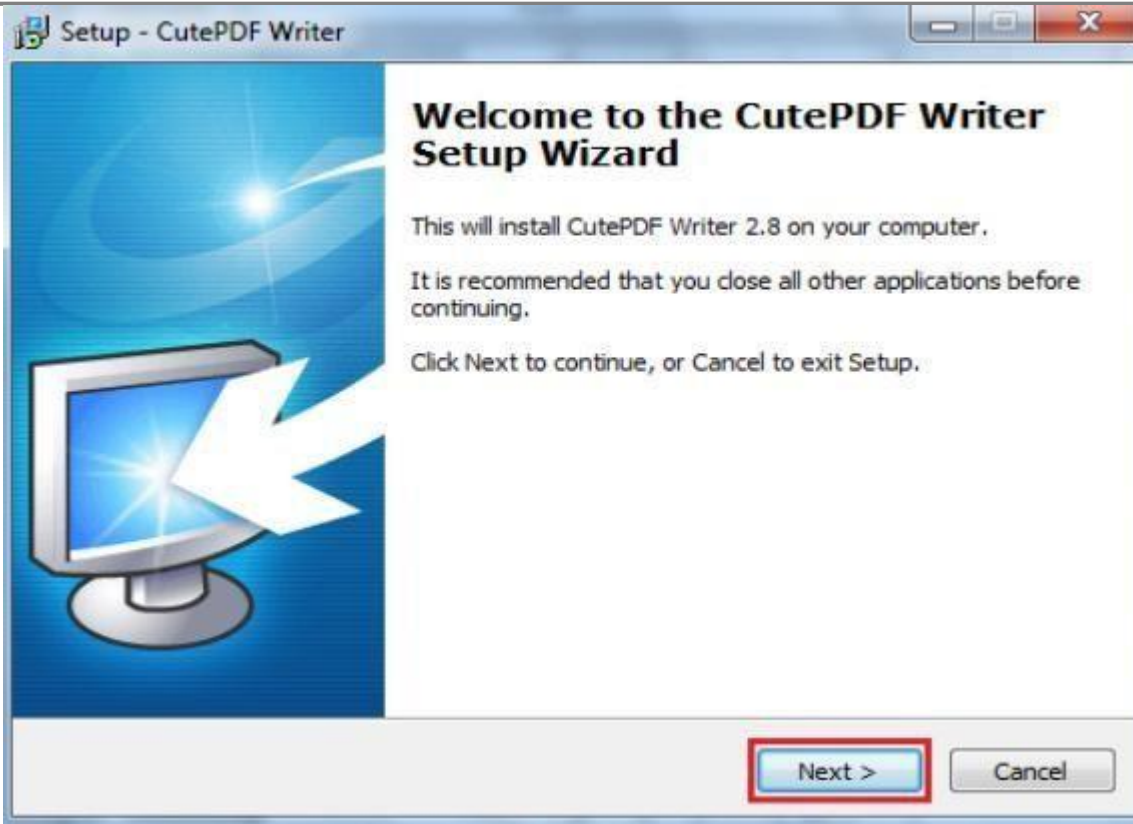 Setup - CutePDF Writer
Welcome to the CutePDF Writer
Setup Wizard
This will install CutePDF Writer 2.8 on your computer.
It is recommended that you close all other applications before
continuing.
Click Next to continue, or Cancel to exit Setup.
Next >
Cancel